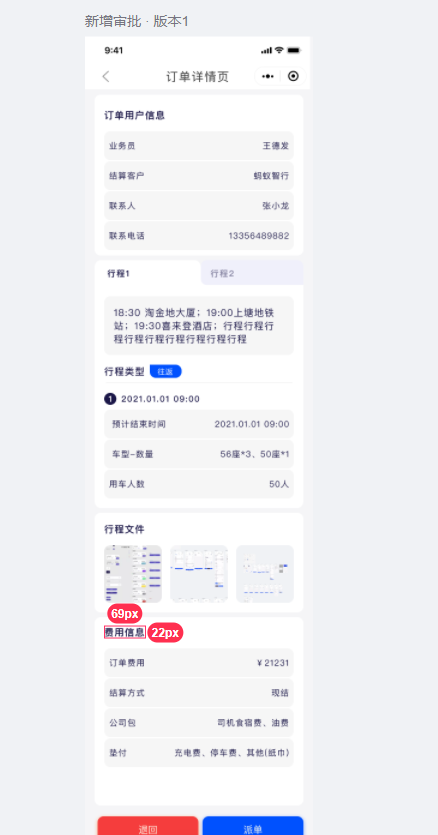 新增审批 · 版本1
9:41
订单详情页
订单用户信息
业务员 王德发
结算客户 蚂蚁智行
联系人 张小龙
联系电话 13356489882
行程1 行程2
18:30 淘金地大厦；19:00上塘地铁
站；19:30喜来登酒店；行程行程行
程行程行程行程行程行程行程
行程类型 往返
1 2021.01.01 09:00
预计结束时间 2021.01.01 09:00
车型-数量 56座*3、50座*1
用车人数 50人
行程文件
69px
费用信息 22px
订单费用 ¥ 21231
结算方式 现结
公司包 司机食宿费、油费
垫付 充电费、停车费、其他(纸巾)
退回 派单